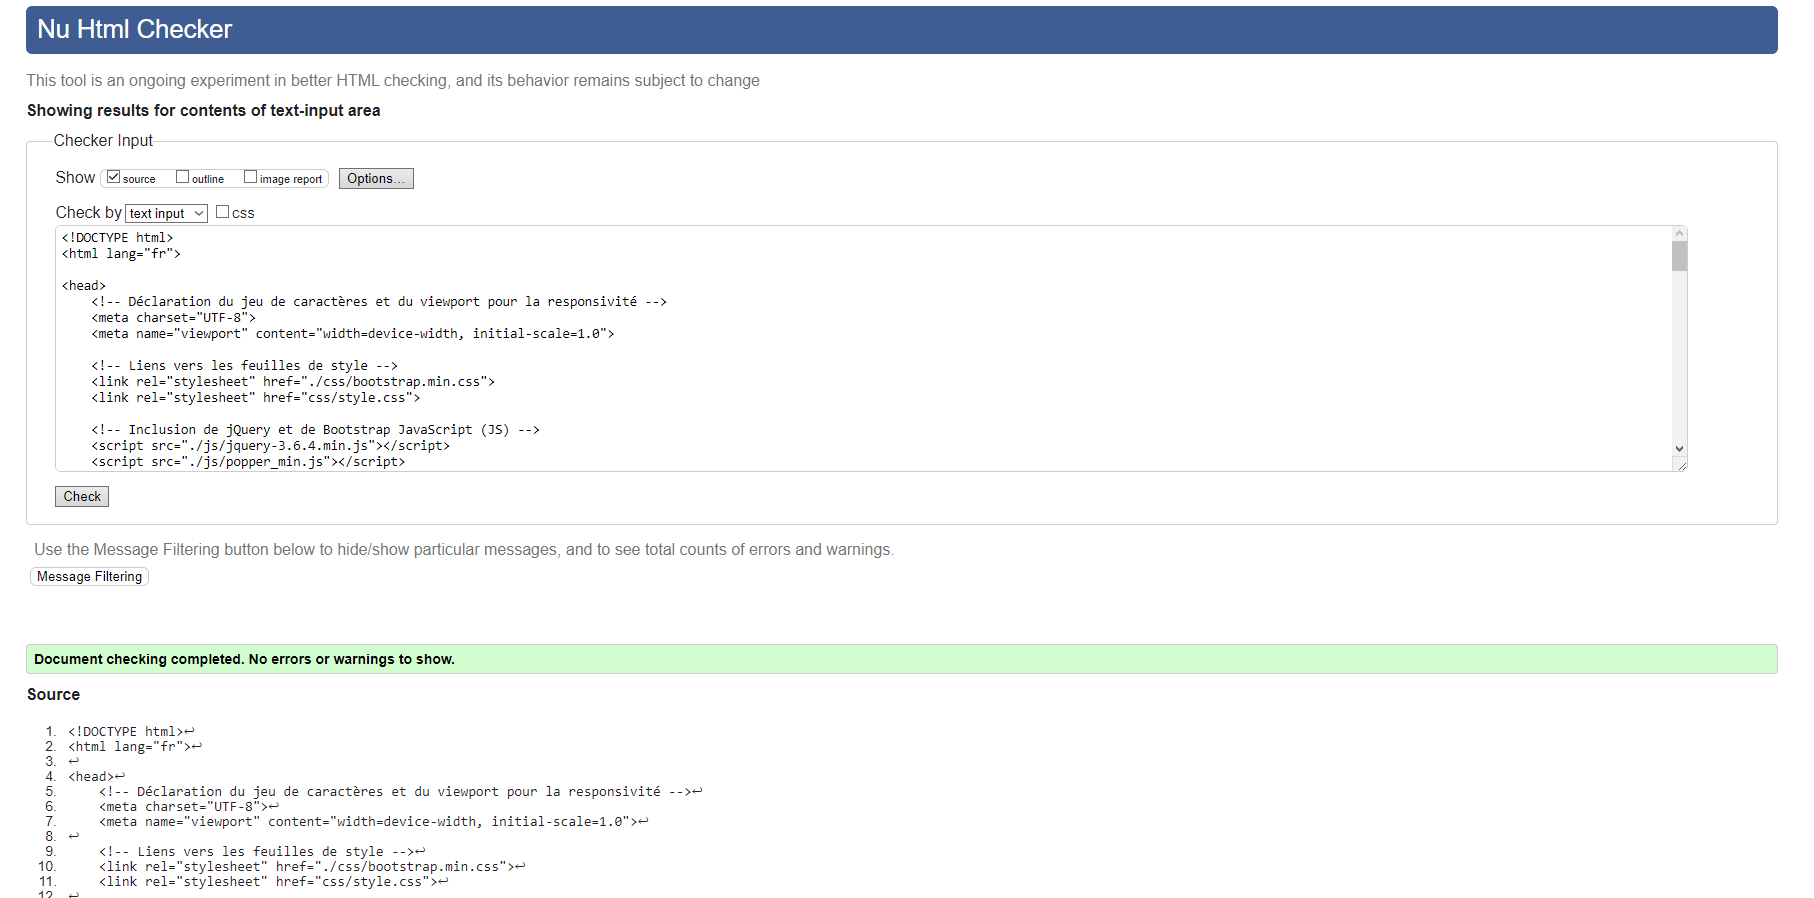 Nu Html Checker
This tool is an ongoing experiment in better HTML checking, and its behavior remains subject to change
Showing results for contents of text-input area
Checker Input
Show source outline image report Options...
Check by text input css
<!DOCTYPE html>
<html lang="fr">
<head>
<!-- Déclaration du jeu de caractères et du viewport pour la responsivité -->
<meta charset="UTF-8">
<meta name="viewport" content="width=device-width, initial-scale=1.0">
<!-- Liens vers les feuilles de style -->
<link rel="stylesheet" href="./css/bootstrap.min.css">
<link rel="stylesheet" href="css/style.css">
<!-- Inclusion de jQuery et de Bootstrap JavaScript (JS) -->
<script src="./js/jquery-3.6.4.min.js"></script>
<script src="./js/popper_min.js"></script>
Check
Use the Message Filtering button below to hide/show particular messages, and to see total counts of errors and warnings.
Message Filtering
Document checking completed. No errors or warnings to show.
Source
1. <!DOCTYPE html>↩
2. <html lang="fr">↩
3. ↩
4. <head>↩
5. <!-- Déclaration du jeu de caractères et du viewport pour la responsivité -->↩
6. <meta charset="UTF-8">↩
7. <meta name="viewport" content="width=device-width, initial-scale=1.0">↩
8. ↩
9. <!-- Liens vers les feuilles de style -->↩
10. <link rel="stylesheet" href="./css/bootstrap.min.css">↩
11. <link rel="stylesheet" href="css/style.css">↩
12. ↩